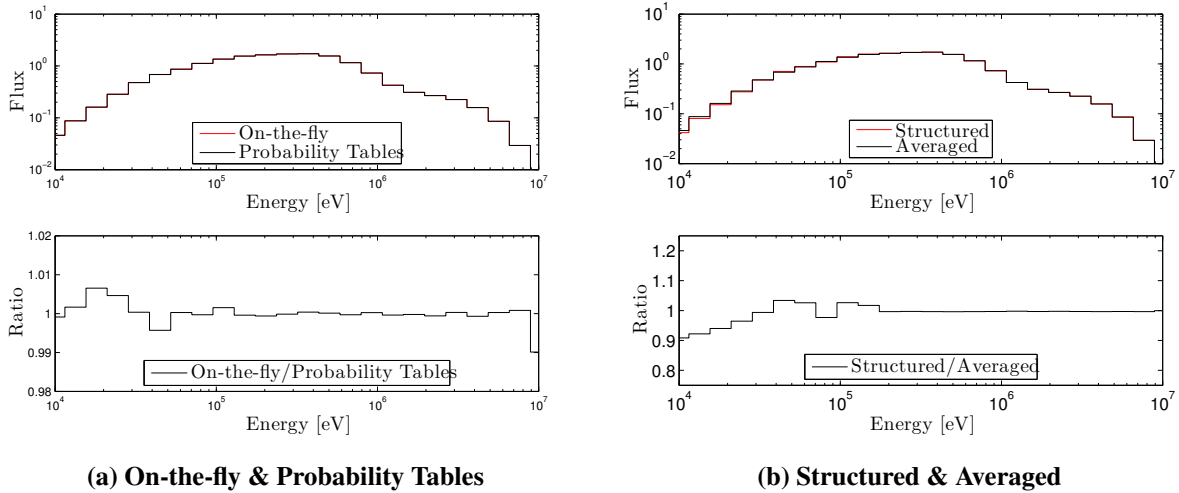 10^1
10^0
10^-1
10^-2
Flux
On-the-fly
Probability Tables
10^4 10^5 10^6 10^7
Energy [eV]
1.02
1.01
1
0.99
0.98
Ratio
On-the-fly/Probability Tables
10^4 10^5 10^6 10^7
Energy [eV]
(a) On-the-fly & Probability Tables
10^1
10^0
10^-1
10^-2
Flux
Structured
Averaged
10^4 10^5 10^6 10^7
Energy [eV]
1.2
1.1
1
0.9
0.8
Ratio
Structured/Averaged
10^4 10^5 10^6 10^7
Energy [eV]
(b) Structured & Averaged